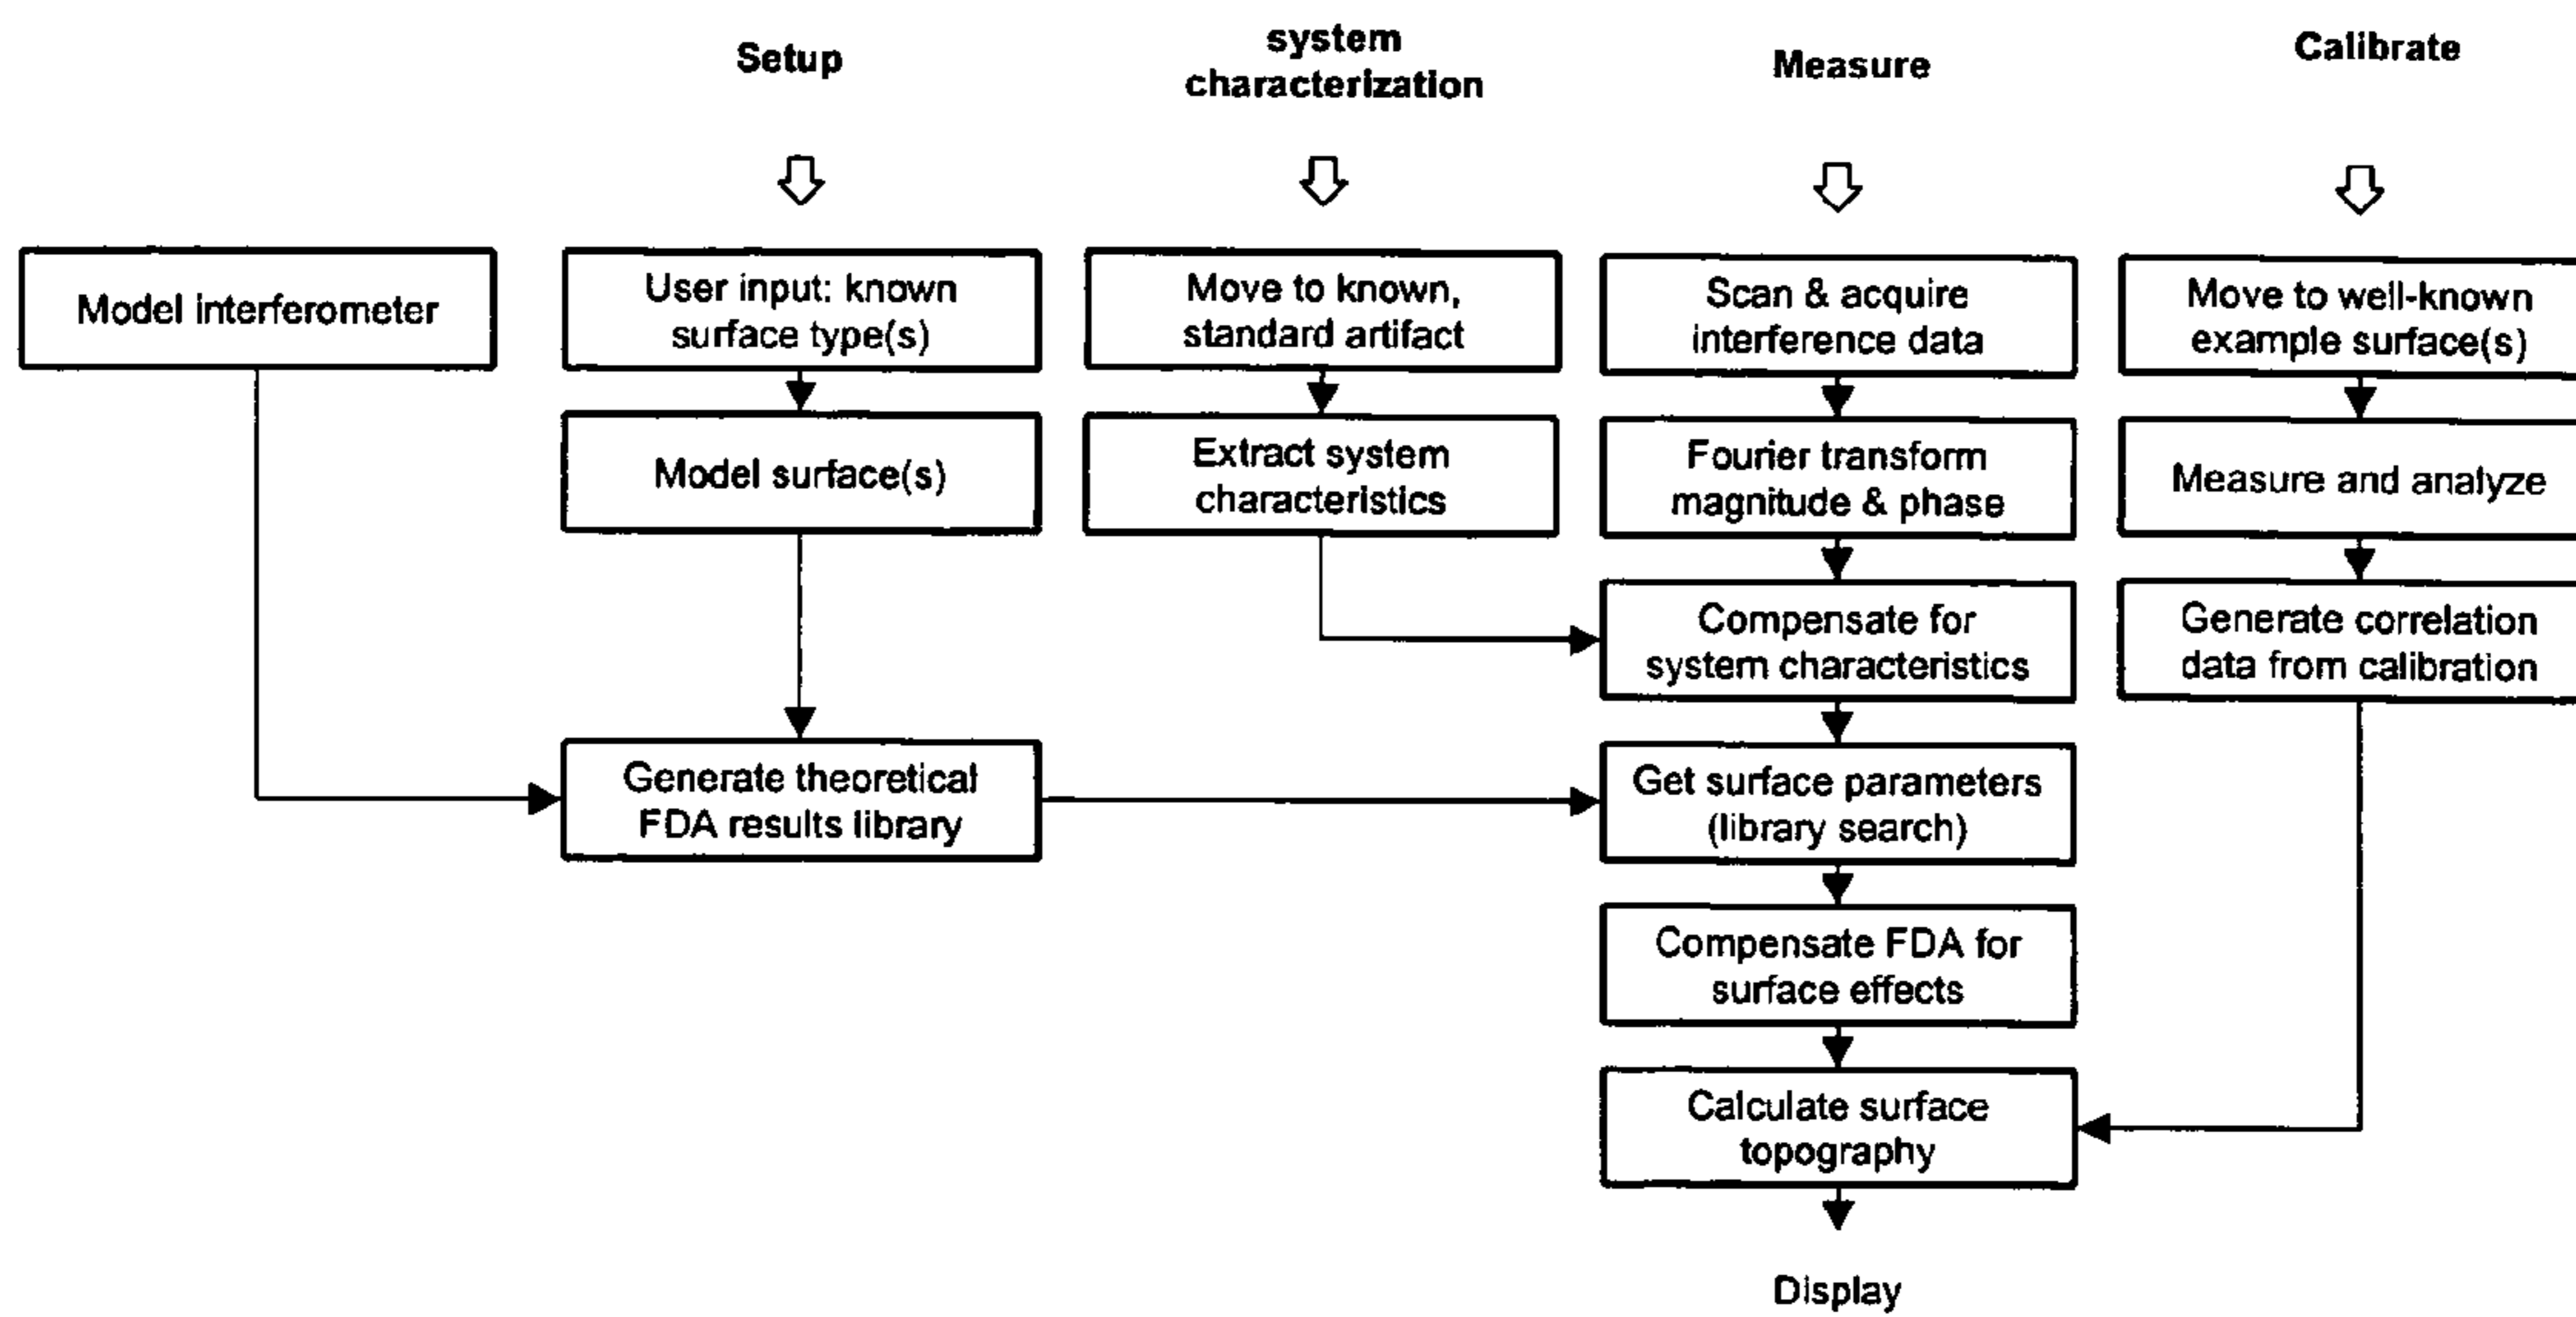 Setup
system
characterization
Measure
Calibrate
Model interferometer
User input: known
surface type(s)
Model surface(s)
Generate theoretical
FDA results library
Move to known,
standard artifact
Extract system
characteristics
Scan & acquire
interference data
Fourier transform
magnitude & phase
Compensate for
system characteristics
Get surface parameters
(library search)
Compensate FDA for
surface effects
Calculate surface
topography
Display
Move to well-known
example surface(s)
Measure and analyze
Generate correlation
data from calibration